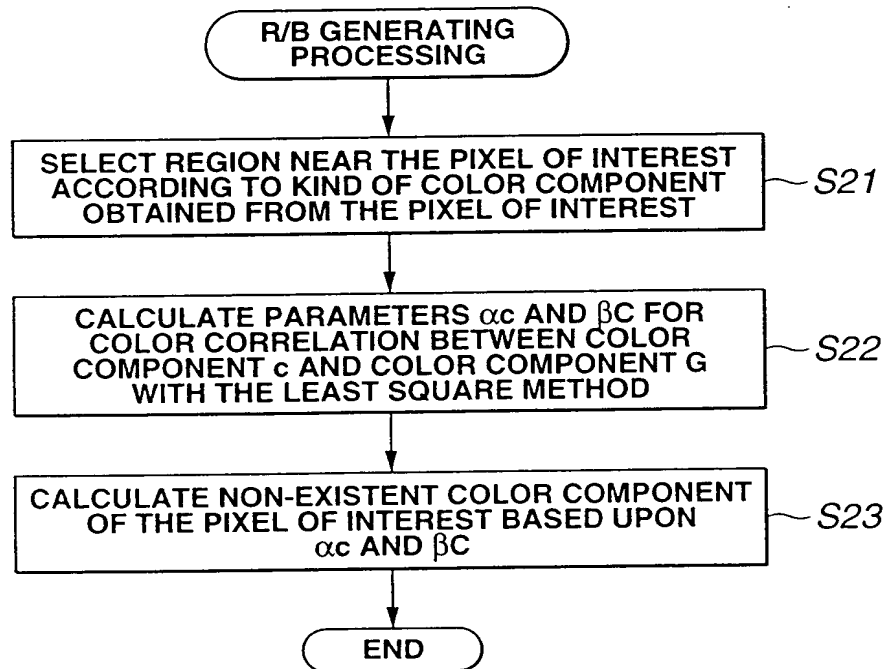 R/B GENERATING
PROCESSING
SELECT REGION NEAR THE PIXEL OF INTEREST
ACCORDING TO KIND OF COLOR COMPONENT
OBTAINED FROM THE PIXEL OF INTEREST
S21
CALCULATE PARAMETERS αc AND βC FOR
COLOR CORRELATION BETWEEN COLOR
COMPONENT c AND COLOR COMPONENT G
WITH THE LEAST SQUARE METHOD
S22
CALCULATE NON-EXISTENT COLOR COMPONENT
OF THE PIXEL OF INTEREST BASED UPON
αc AND βC
S23
END